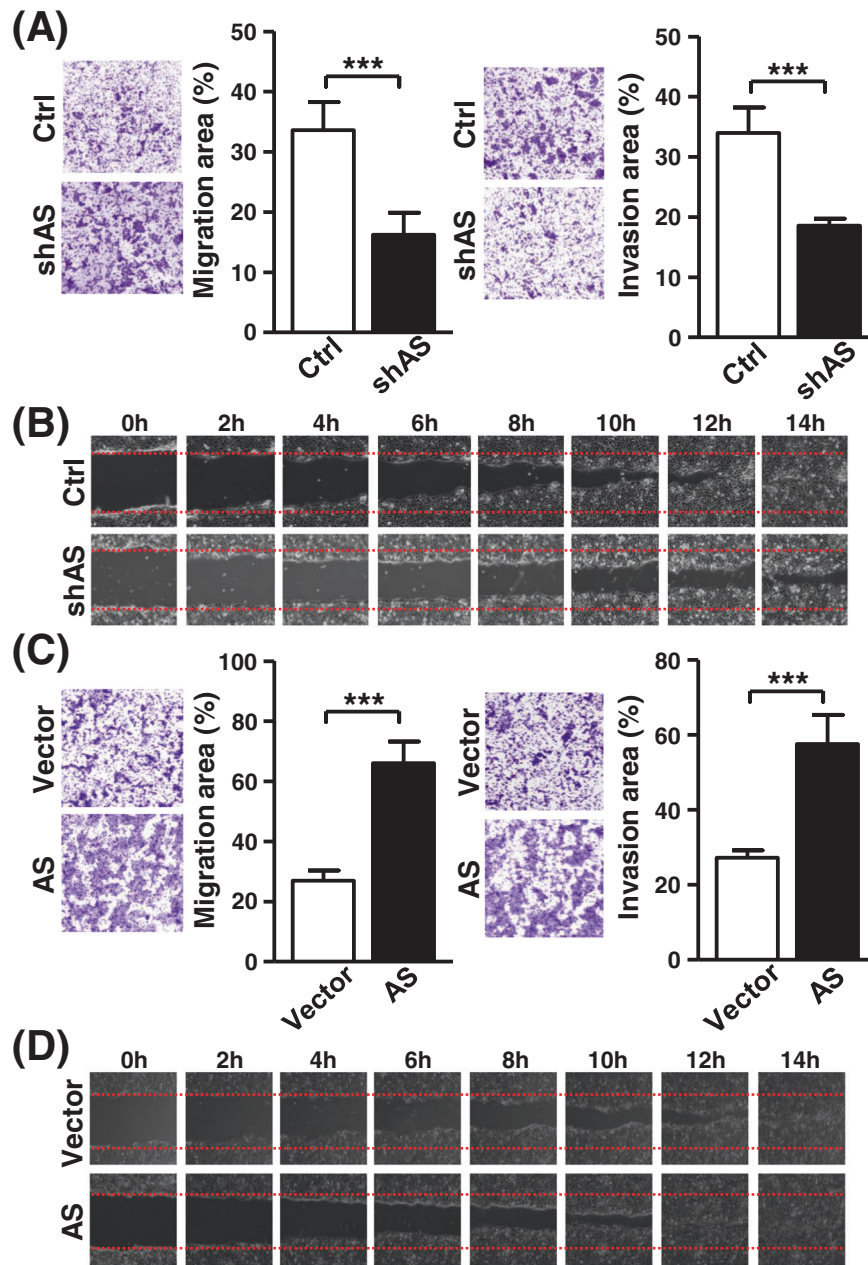 (A)
Ctrl
shAS
Migration area (%)
50
40
30
20
10
0
***
Ctrl
shAS
Ctrl
shAS
Invasion area (%)
50
40
30
20
10
0
***
Ctrl
shAS
(B)
0h 2h 4h 6h 8h 10h 12h 14h
Ctrl
shAS
(C)
Vector
AS
Migration area (%)
100
80
60
40
20
0
***
Vector
AS
Vector
AS
Invasion area (%)
80
60
40
20
0
***
Vector
AS
(D)
0h 2h 4h 6h 8h 10h 12h 14h
Vector
AS